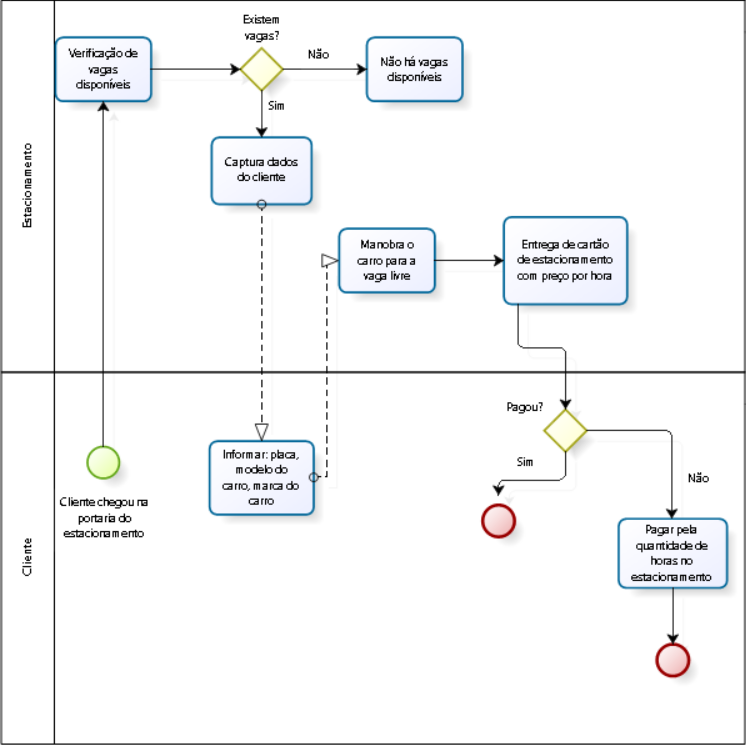 Existem
vagas?
Verificação de
vagas
disponíveis
Não
Não há vagas
disponíveis
Sim
Captura dados
do cliente
Estacionamento
Manobra o
carro para a
vaga livre
Entrega de cartão
de estacionamento
com preço por hora
Pagou?
Informar: placa,
modelo do
carro, marca do
carro
Sim
Não
Cliente chegou na
portaria do
estacionamento
Cliente
Pagar pela
quantidade de
horas no
estacionamento